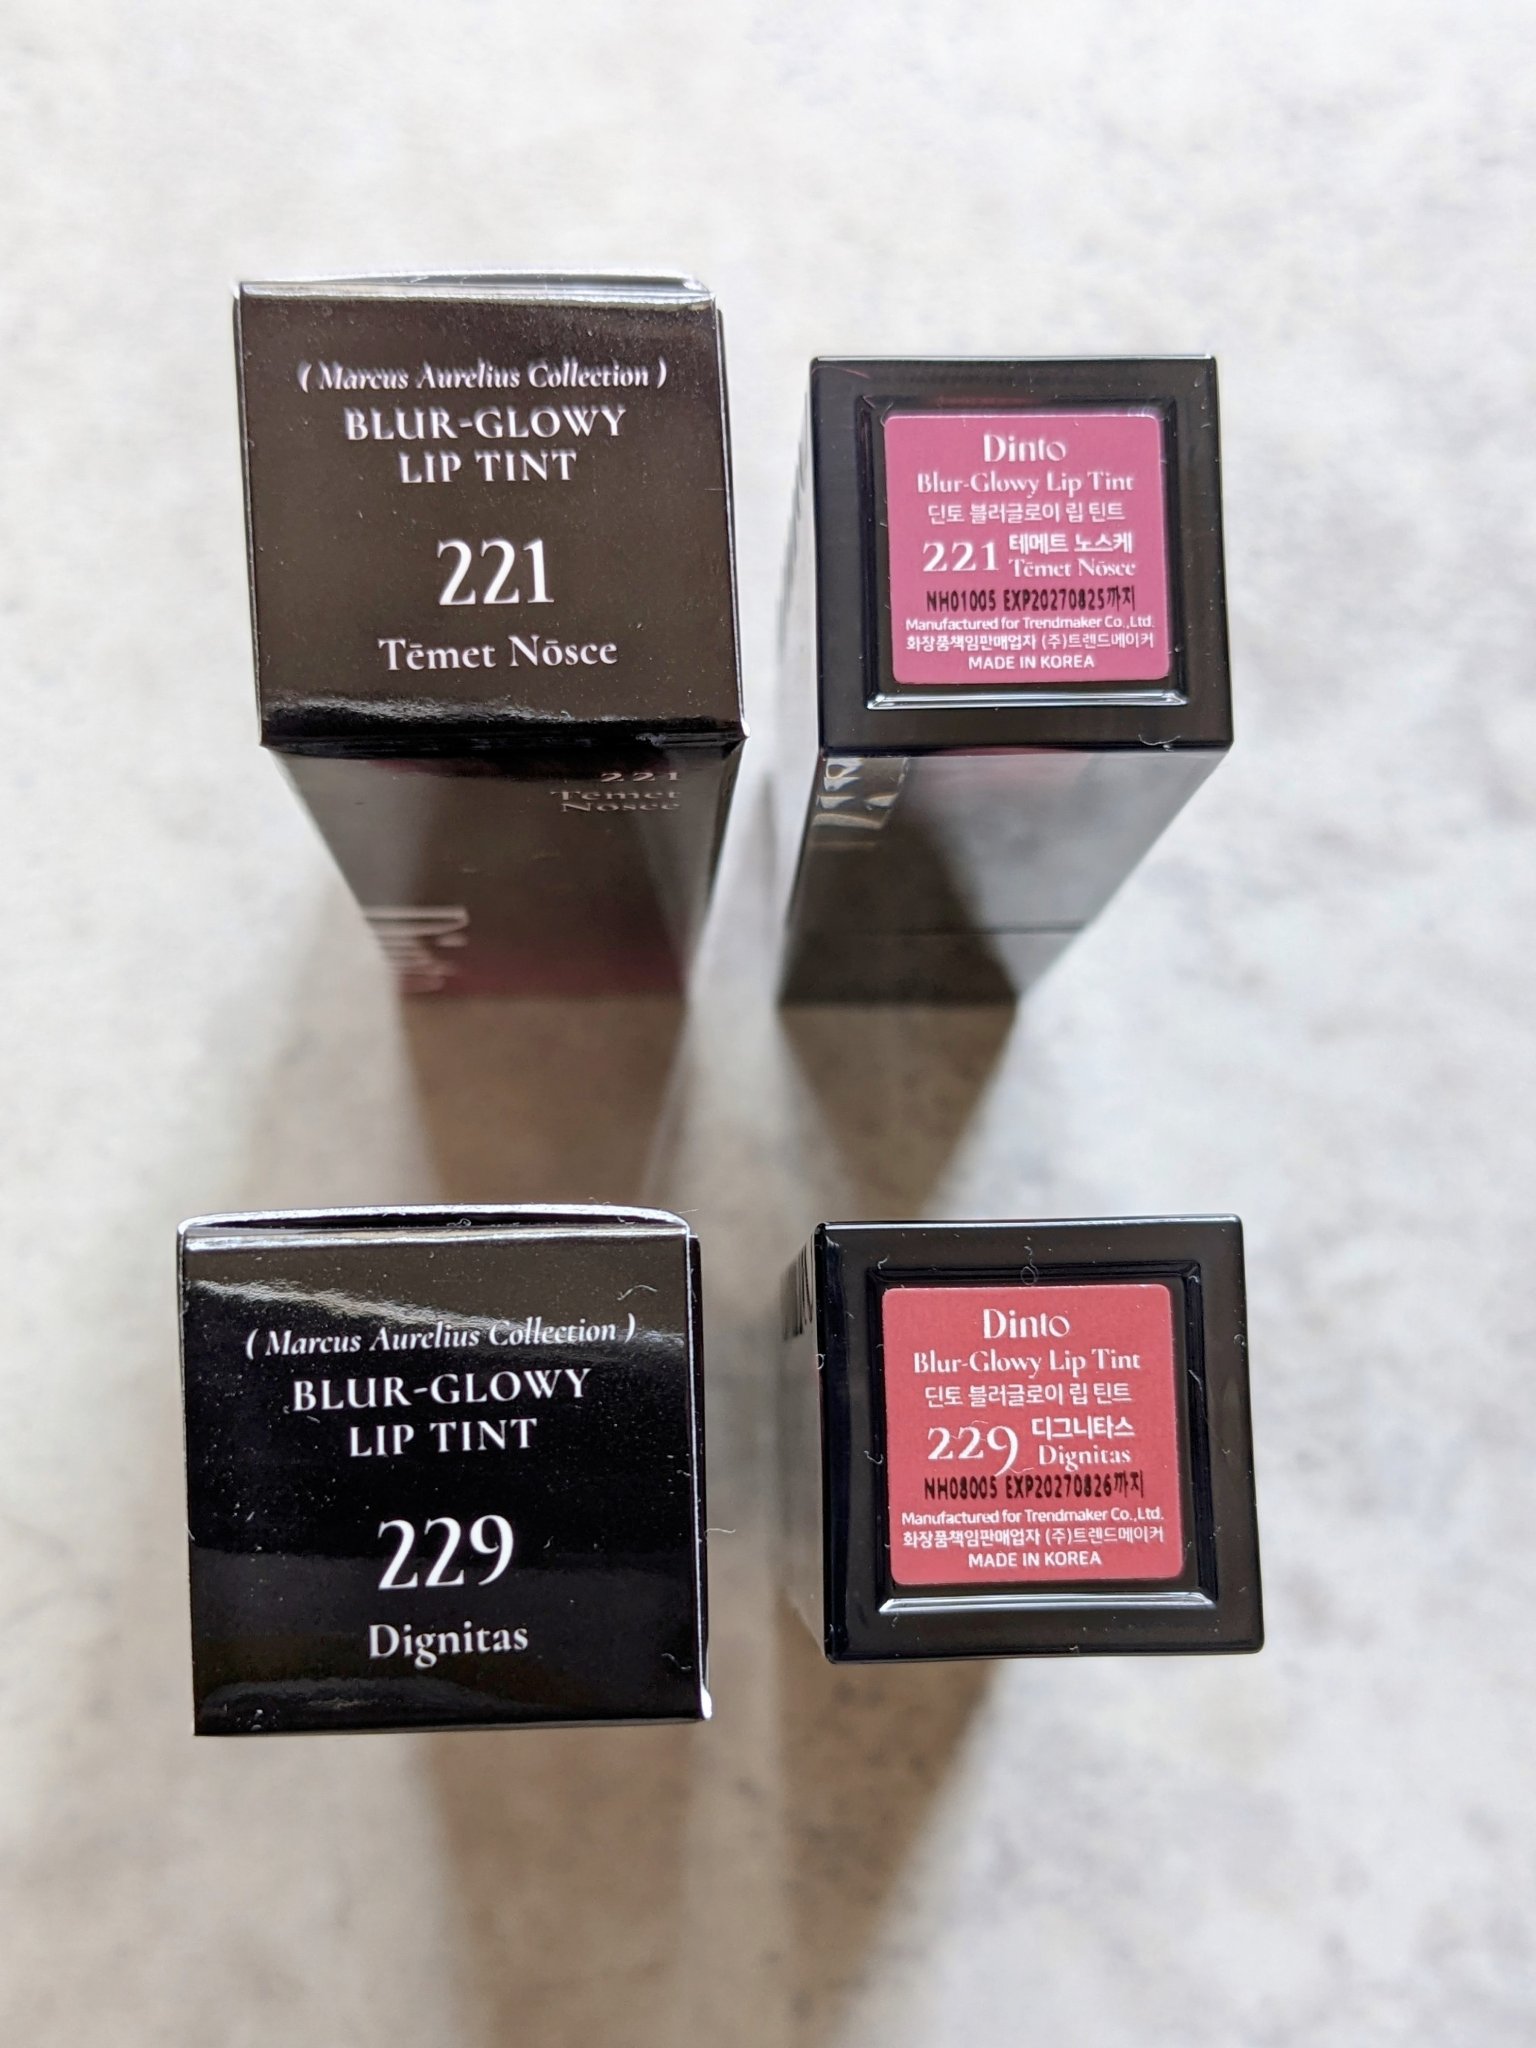 ( Marcus Aurelius Collection )
BLUR-GLOWY
LIP TINT
221
Tēmet Nōsce
221
Tēmet
Nōsce
Dinto
Dinto
Blur-Glowy Lip Tint
딘토 블러글로이 립 틴트
221 테메트 노스케
Tēmet Nōsce
NH01005 EXP20270825까지
Manufactured for Trendmaker Co.,Ltd.
화장품책임판매업자 (주)트렌드메이커
MADE IN KOREA
( Marcus Aurelius Collection )
BLUR-GLOWY
LIP TINT
229
Dignitas
Dinto
Blur-Glowy Lip Tint
딘토 블러글로이 립 틴트
229 디그니타스
Dignitas
NH08005 EXP20270826까지
Manufactured for Trendmaker Co.,Ltd.
화장품책임판매업자 (주)트렌드메이커
MADE IN KOREA